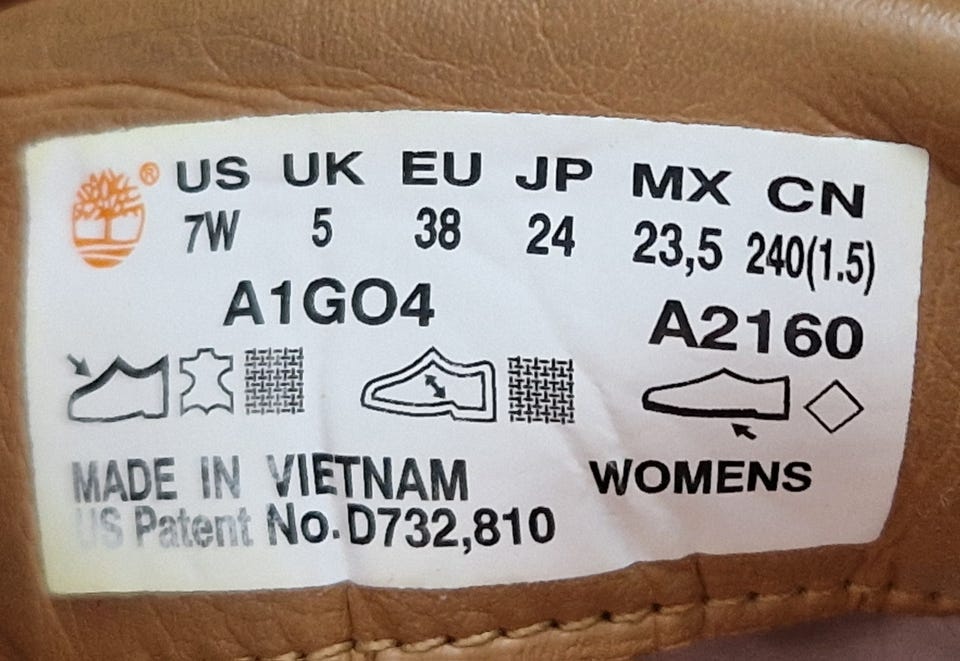 ® US UK EU JP MX CN
7W 5 38 24 23,5 240(1.5)
A1GO4 A2160
MADE IN VIETNAM WOMENS
US Patent No.D732,810